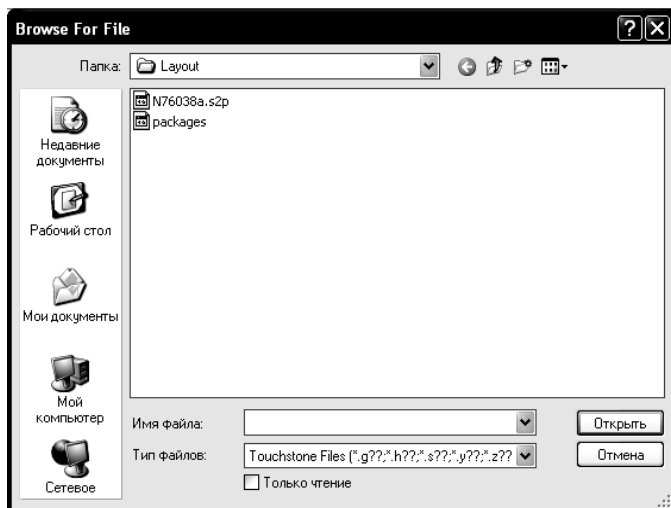 Browse For File
Папка:
Layout
N76038a.s2p
packages
Недавние
документы
Рабочий стол
Мои документы
Мой
компьютер
Сетевое
Имя файла:
Открыть
Тип файлов:
Touchstone Files (*.g??;*.h??;*.s??;*.y??;*.z??
Отмена
Только чтение